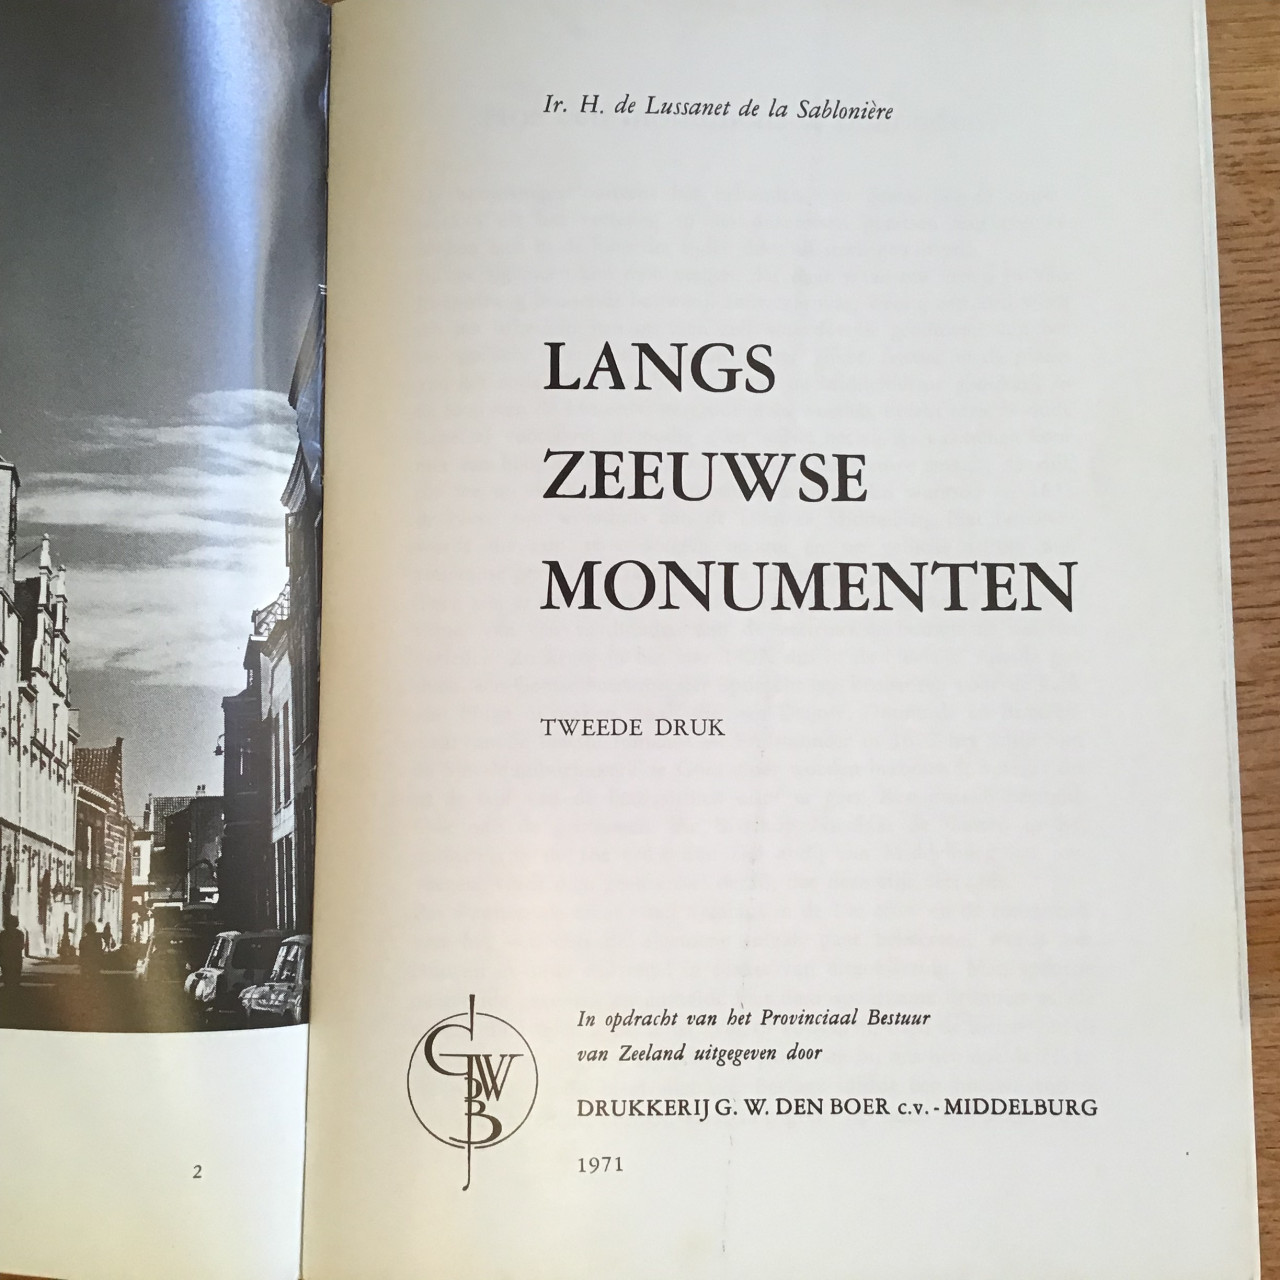 Ir. H. de Lussanet de la Sablonière
LANGS
ZEEUWSE
MONUMENTEN
TWEEDE DRUK
In opdracht van het Provinciaal Bestuur
van Zeeland uitgegeven door
DRUKKERIJ G. W. DEN BOER c.v. - MIDDELBURG
1971
GWB
2